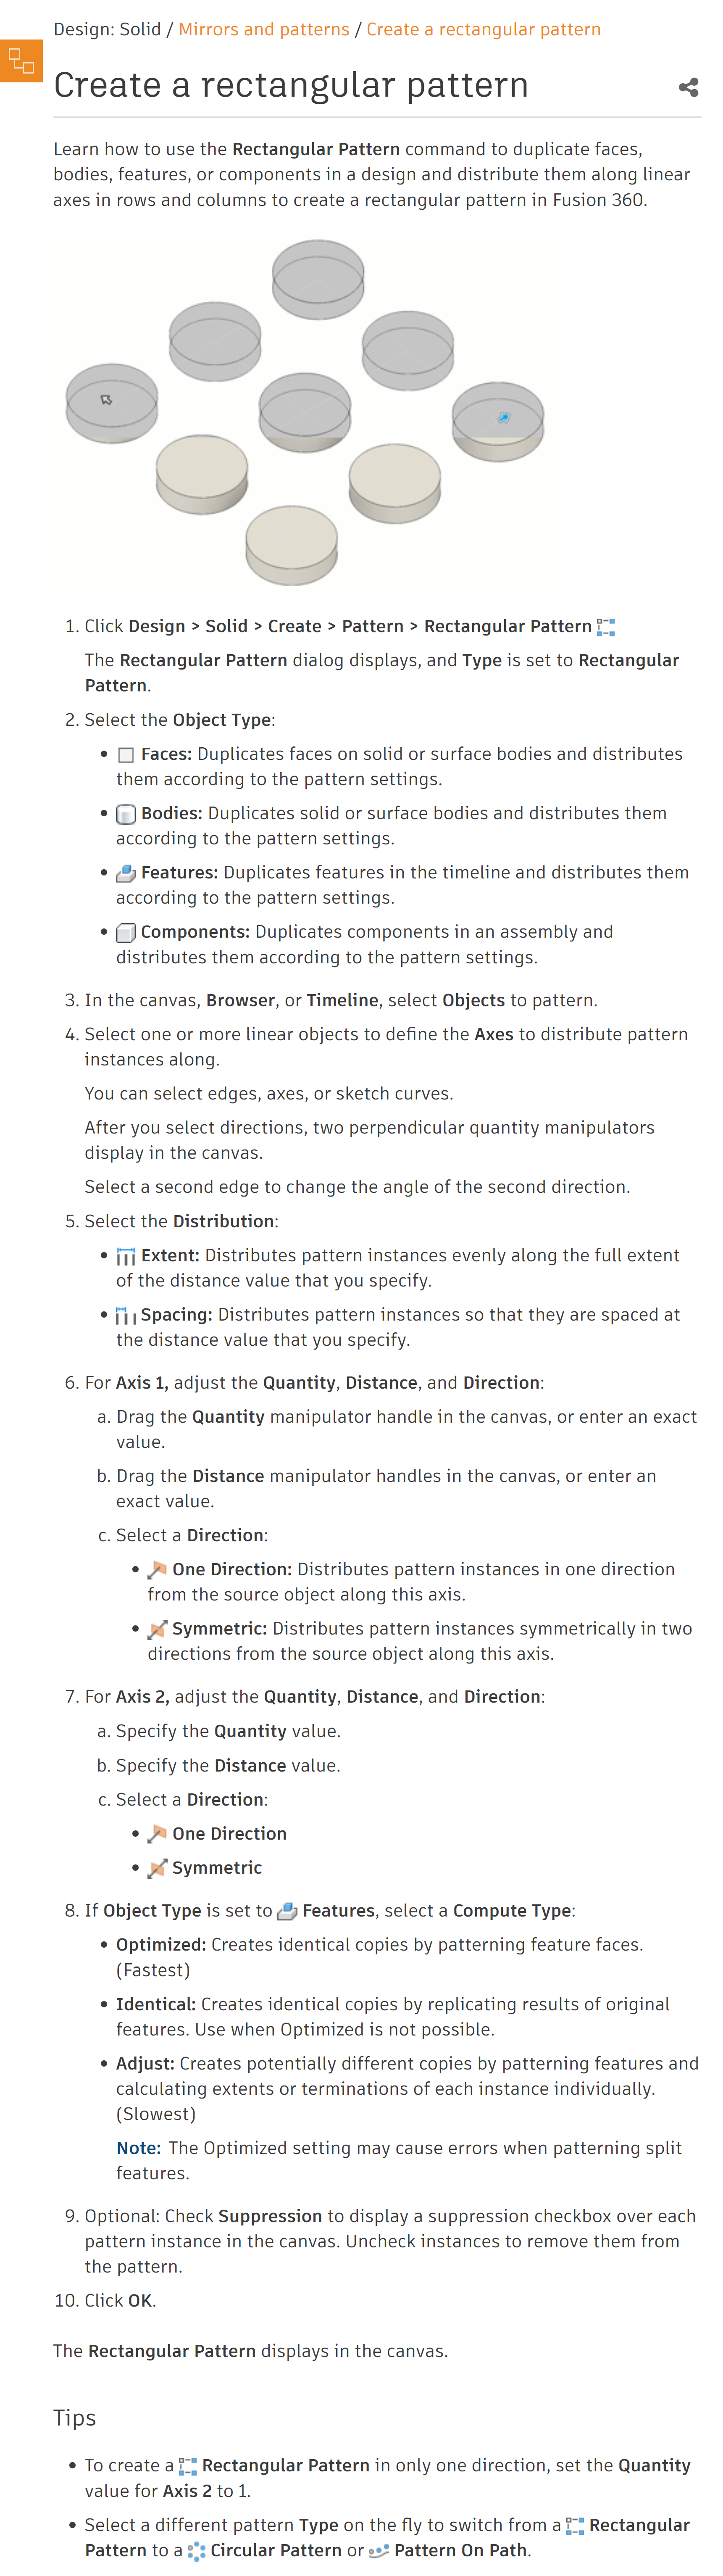 Design: Solid / Mirrors and patterns / Create a rectangular pattern
Create a rectangular pattern
Learn how to use the Rectangular Pattern command to duplicate faces,
bodies, features, or components in a design and distribute them along linear
axes in rows and columns to create a rectangular pattern in Fusion 360.
1. Click Design > Solid > Create > Pattern > Rectangular Pattern
The Rectangular Pattern dialog displays, and Type is set to Rectangular
Pattern.
2. Select the Object Type:
• Faces: Duplicates faces on solid or surface bodies and distributes
them according to the pattern settings.
• Bodies: Duplicates solid or surface bodies and distributes them
according to the pattern settings.
• Features: Duplicates features in the timeline and distributes them
according to the pattern settings.
• Components: Duplicates components in an assembly and
distributes them according to the pattern settings.
3. In the canvas, Browser, or Timeline, select Objects to pattern.
4. Select one or more linear objects to define the Axes to distribute pattern
instances along.
You can select edges, axes, or sketch curves.
After you select directions, two perpendicular quantity manipulators
display in the canvas.
Select a second edge to change the angle of the second direction.
5. Select the Distribution:
• Extent: Distributes pattern instances evenly along the full extent
of the distance value that you specify.
• Spacing: Distributes pattern instances so that they are spaced at
the distance value that you specify.
6. For Axis 1, adjust the Quantity, Distance, and Direction:
a. Drag the Quantity manipulator handle in the canvas, or enter an exact
value.
b. Drag the Distance manipulator handles in the canvas, or enter an
exact value.
c. Select a Direction:
• One Direction: Distributes pattern instances in one direction
from the source object along this axis.
• Symmetric: Distributes pattern instances symmetrically in two
directions from the source object along this axis.
7. For Axis 2, adjust the Quantity, Distance, and Direction:
a. Specify the Quantity value.
b. Specify the Distance value.
c. Select a Direction:
• One Direction
• Symmetric
8. If Object Type is set to Features, select a Compute Type:
• Optimized: Creates identical copies by patterning feature faces.
(Fastest)
• Identical: Creates identical copies by replicating results of original
features. Use when Optimized is not possible.
• Adjust: Creates potentially different copies by patterning features and
calculating extents or terminations of each instance individually.
(Slowest)
Note: The Optimized setting may cause errors when patterning split
features.
9. Optional: Check Suppression to display a suppression checkbox over each
pattern instance in the canvas. Uncheck instances to remove them from
the pattern.
10. Click OK.
The Rectangular Pattern displays in the canvas.
Tips
• To create a Rectangular Pattern in only one direction, set the Quantity
value for Axis 2 to 1.
• Select a different pattern Type on the fly to switch from a Rectangular
Pattern to a Circular Pattern or Pattern On Path.